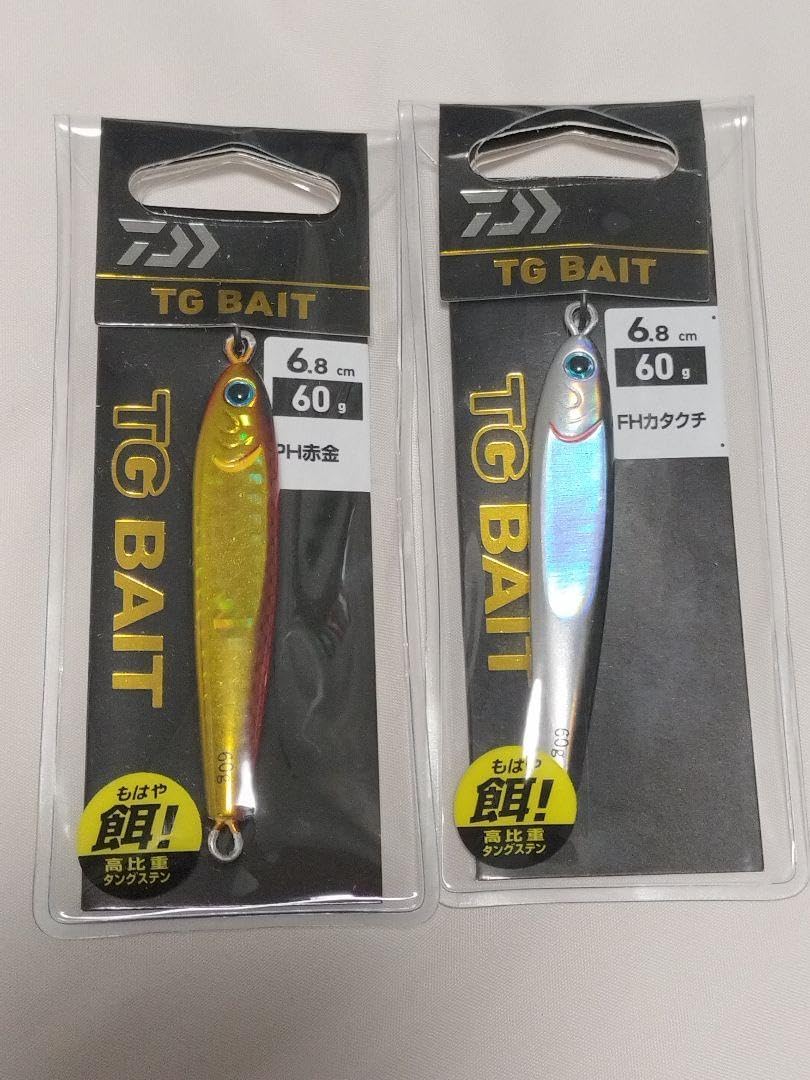 TG BAIT
6.8 cm
60 g
PH赤金
TG BAIT
60g
もはや
餌!
高比重
タングステン
TG BAIT
6.8 cm
60 g
FHカタクチ
TG BAIT
60g
もはや
餌!
高比重
タングステン